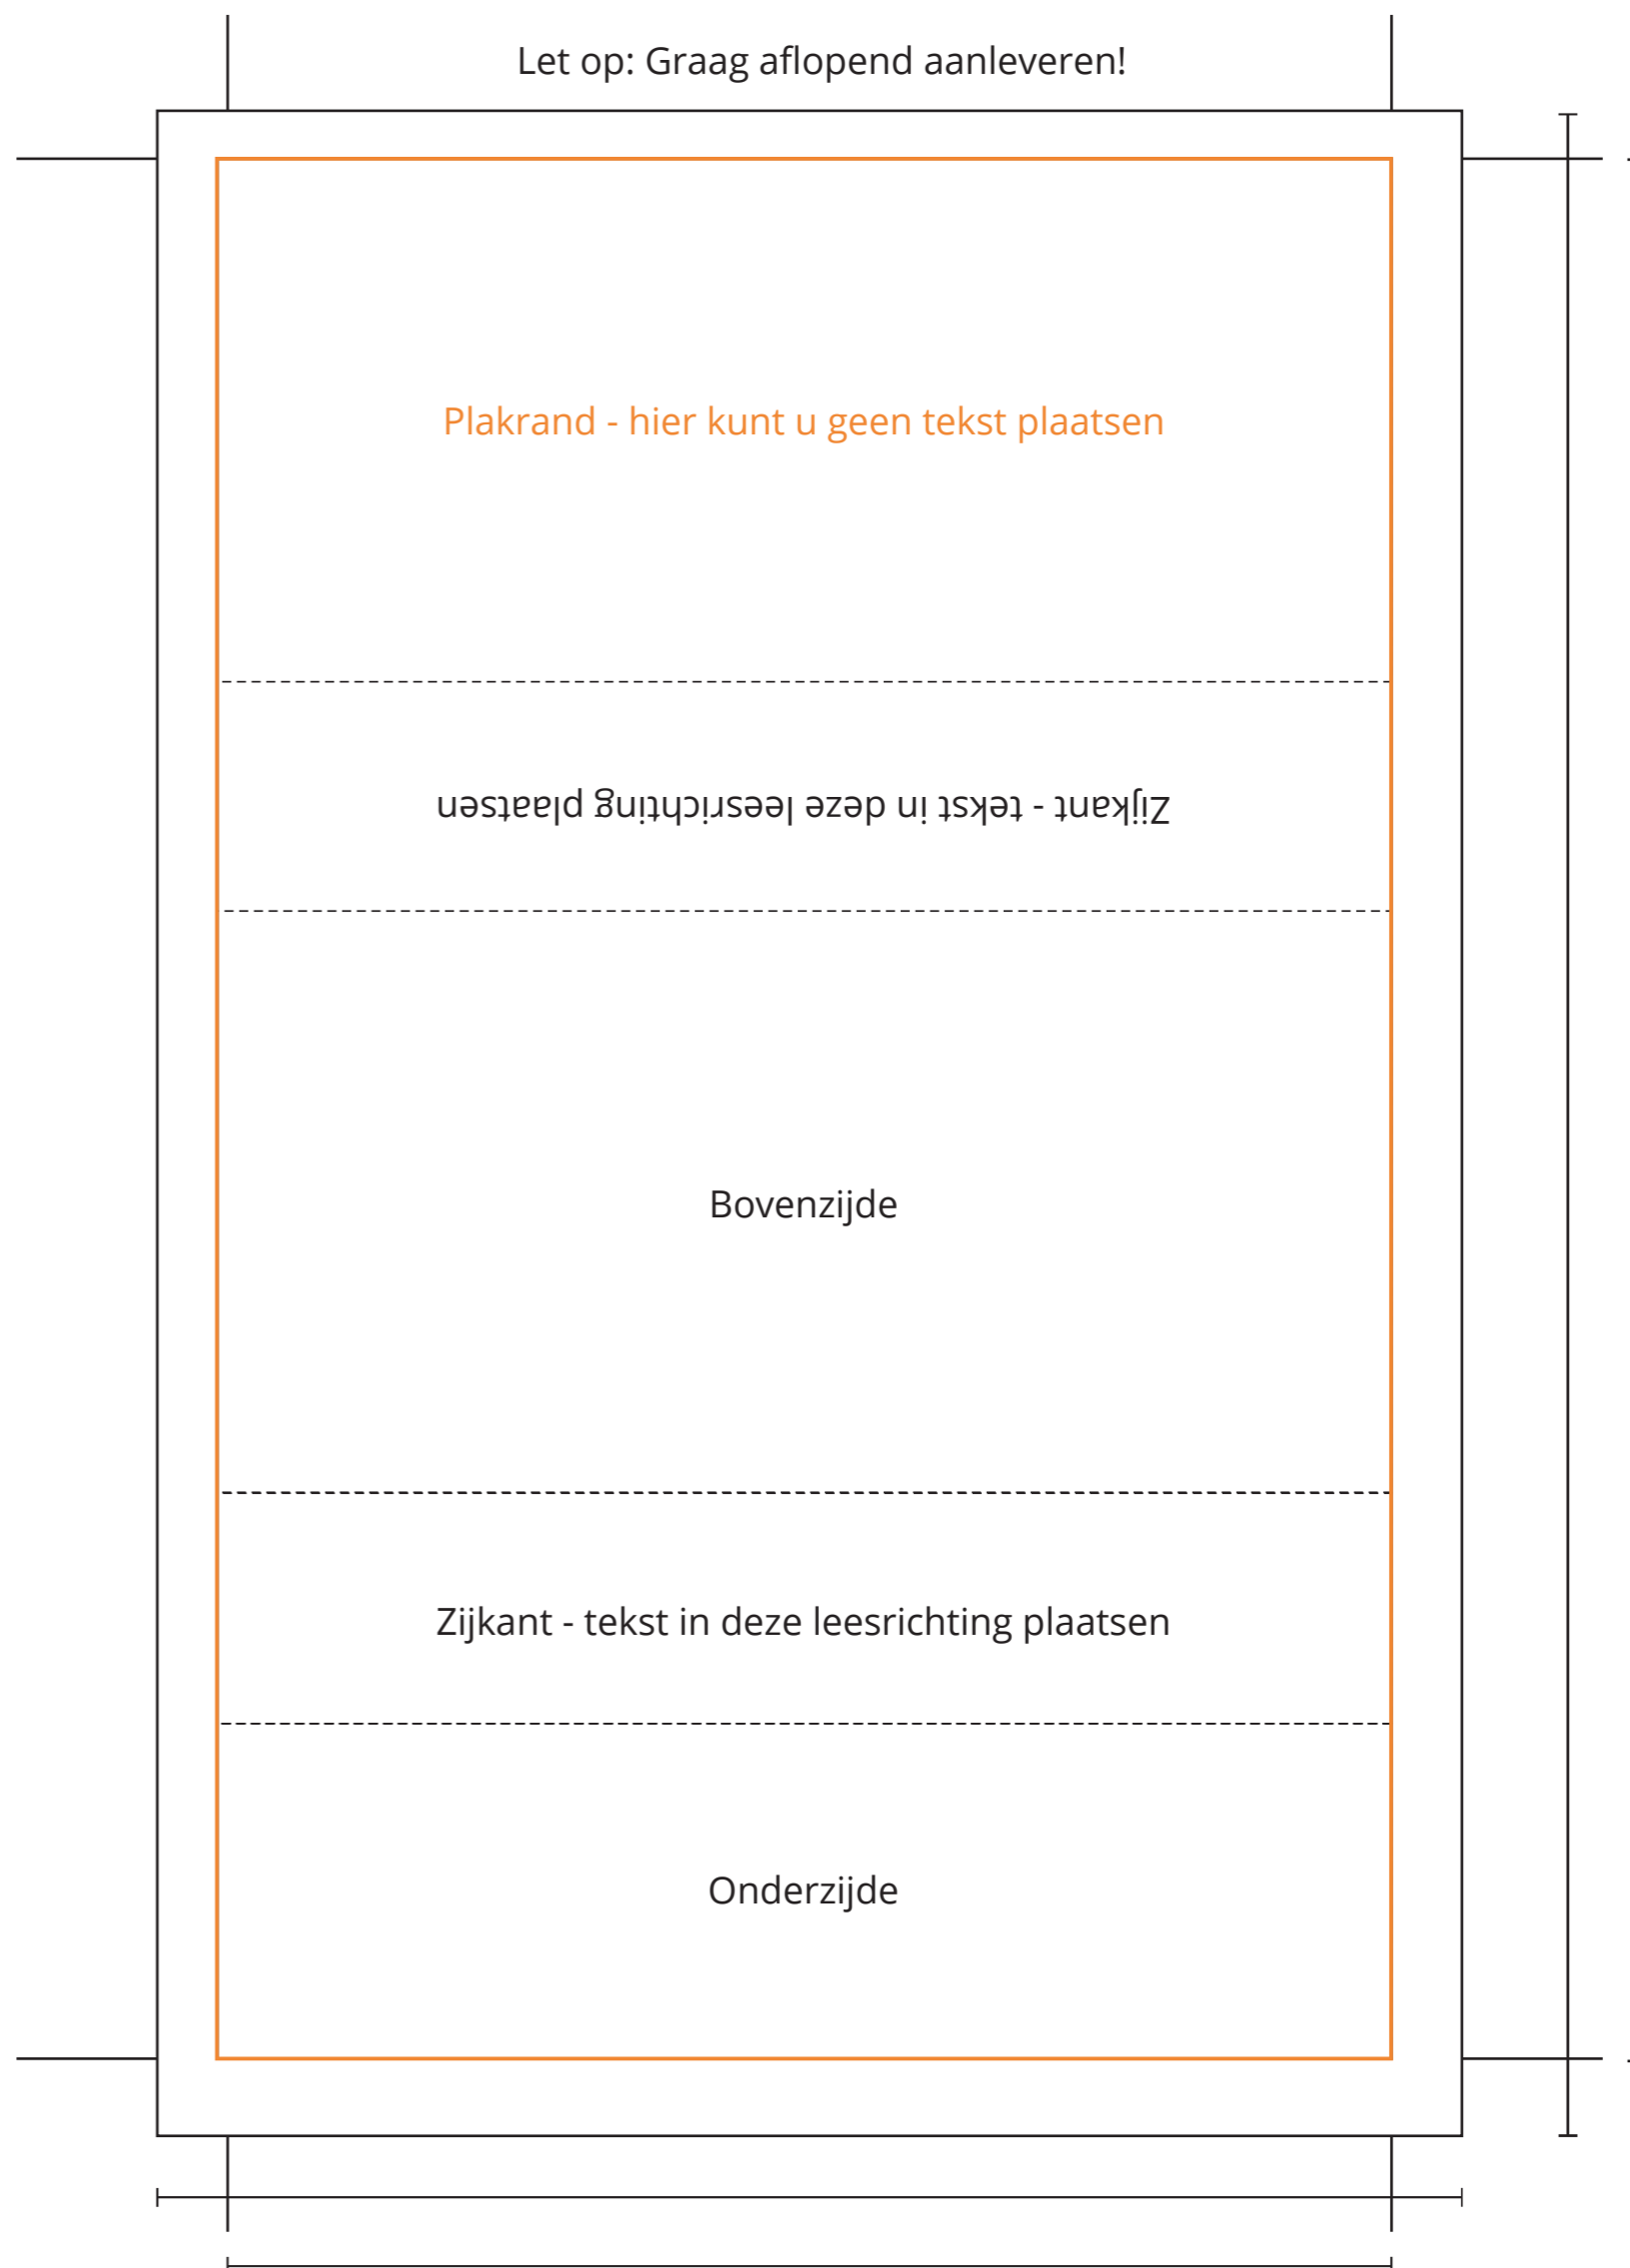 Let op: Graag aflopend aanleveren!
Plakrand - hier kunt u geen tekst plaatsen
Zijkant - tekst in deze leesrichting plaatsen
Bovenzijde
Zijkant - tekst in deze leesrichting plaatsen
Onderzijde